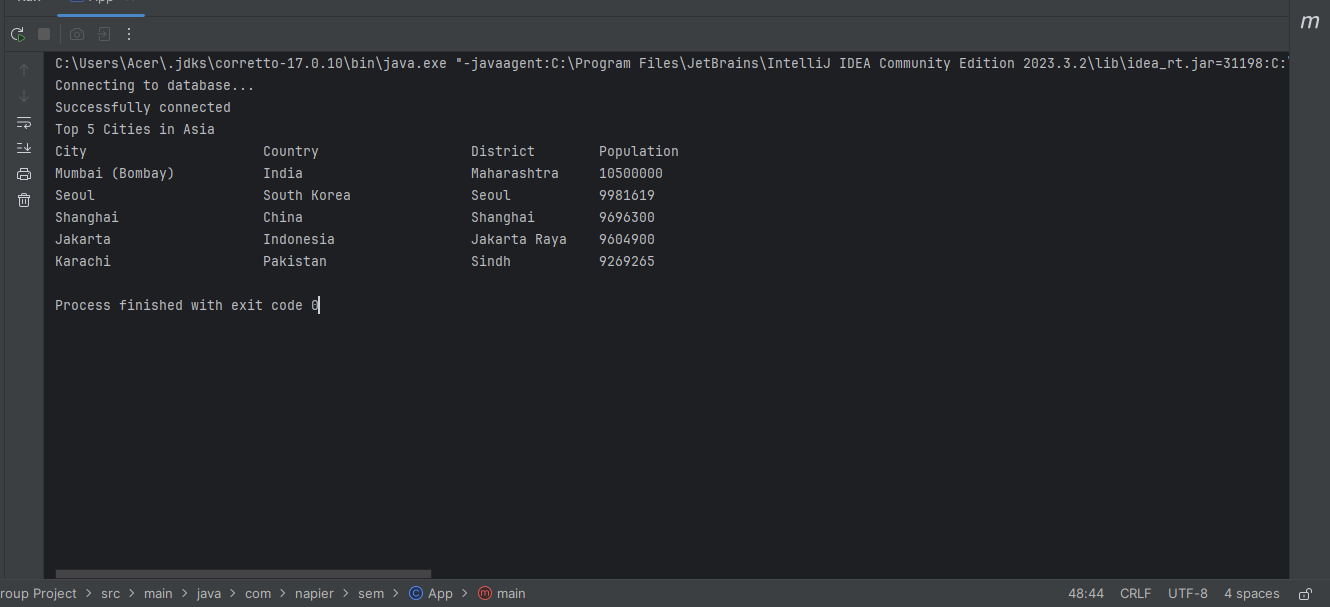 C:\Users\Acer\.jdks\corretto-17.0.10\bin\java.exe "-javaagent:C:\Program Files\JetBrains\IntelliJ IDEA Community Edition 2023.3.2\lib\idea_rt.jar=31198:C:\
m
Connecting to database...
Successfully connected
Top 5 Cities in Asia
City Country District Population
Mumbai (Bombay) India Maharashtra 10500000
Seoul South Korea Seoul 9981619
Shanghai China Shanghai 9696300
Jakarta Indonesia Jakarta Raya 9604900
Karachi Pakistan Sindh 9269265
Process finished with exit code 0
roup Project > src > main > java > com > napier > sem > C App > m main 48:44 CRLF UTF-8 4 spaces